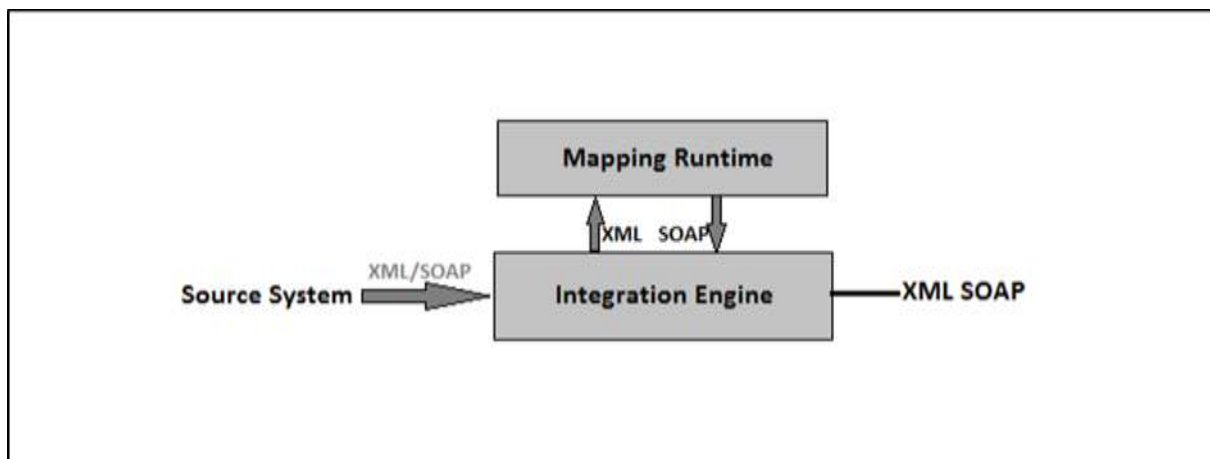 Mapping Runtime
XML SOAP
XML/SOAP
Source System
Integration Engine
XML SOAP